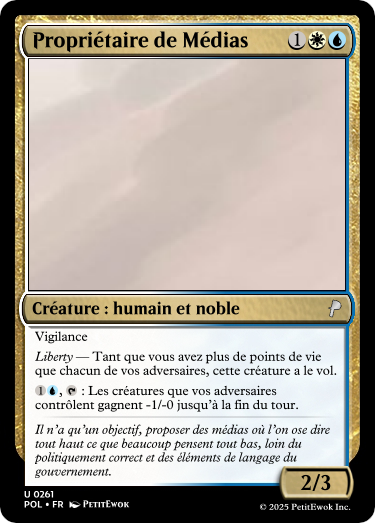 Propriétaire de Médias 1
Créature : humain et noble
Vigilance
Liberty — Tant que vous avez plus de points de vie
que chacun de vos adversaires, cette créature a le vol.
1, : Les créatures que vos adversaires
contrôlent gagnent -1/-0 jusqu'à la fin du tour.
Il n'a qu'un objectif, proposer des médias où l'on ose dire
tout haut ce que beaucoup pensent tout bas, loin du
politiquement correct et des éléments de langage du
gouvernement.
2/3
U 0261
POL • FR PetitEwok
© 2025 PetitEwok Inc.